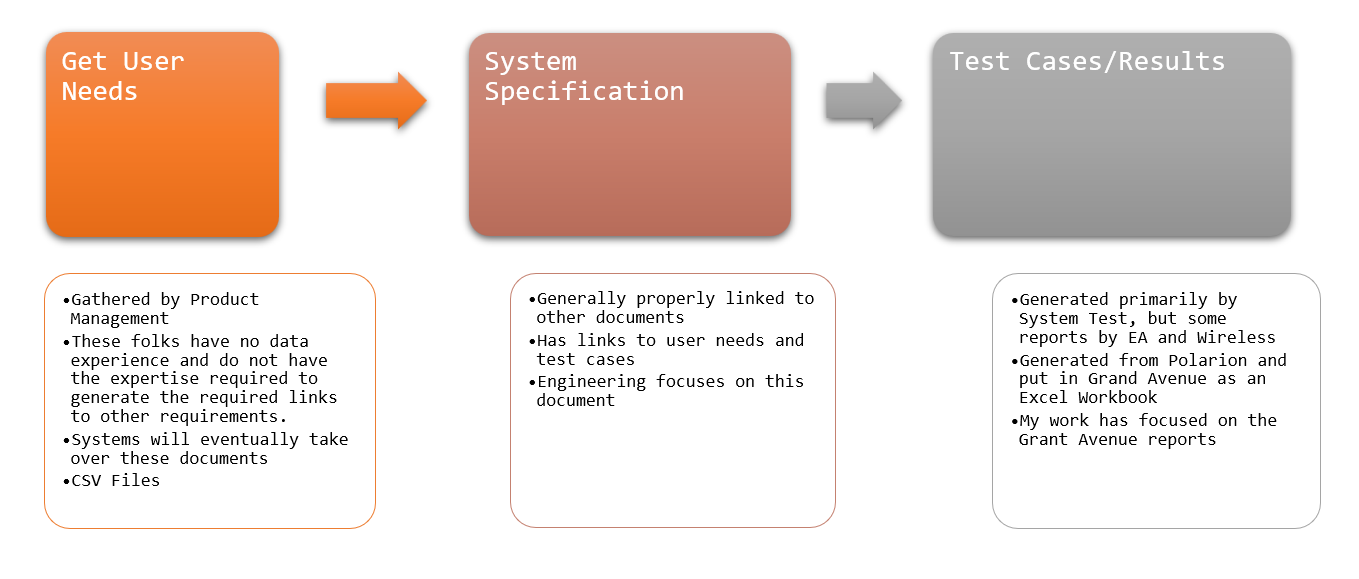 Get User
Needs
System
Specification
Test Cases/Results
•Gathered by Product
Management
•These folks have no data
experience and do not have
the expertise required to
generate the required links
to other requirements.
•Systems will eventually take
over these documents
•CSV Files
•Generally properly linked to
other documents
•Has links to user needs and
test cases
•Engineering focuses on this
document
•Generated primarily by
System Test, but some
reports by EA and Wireless
•Generated from Polarion and
put in Grand Avenue as an
Excel Workbook
•My work has focused on the
Grant Avenue reports